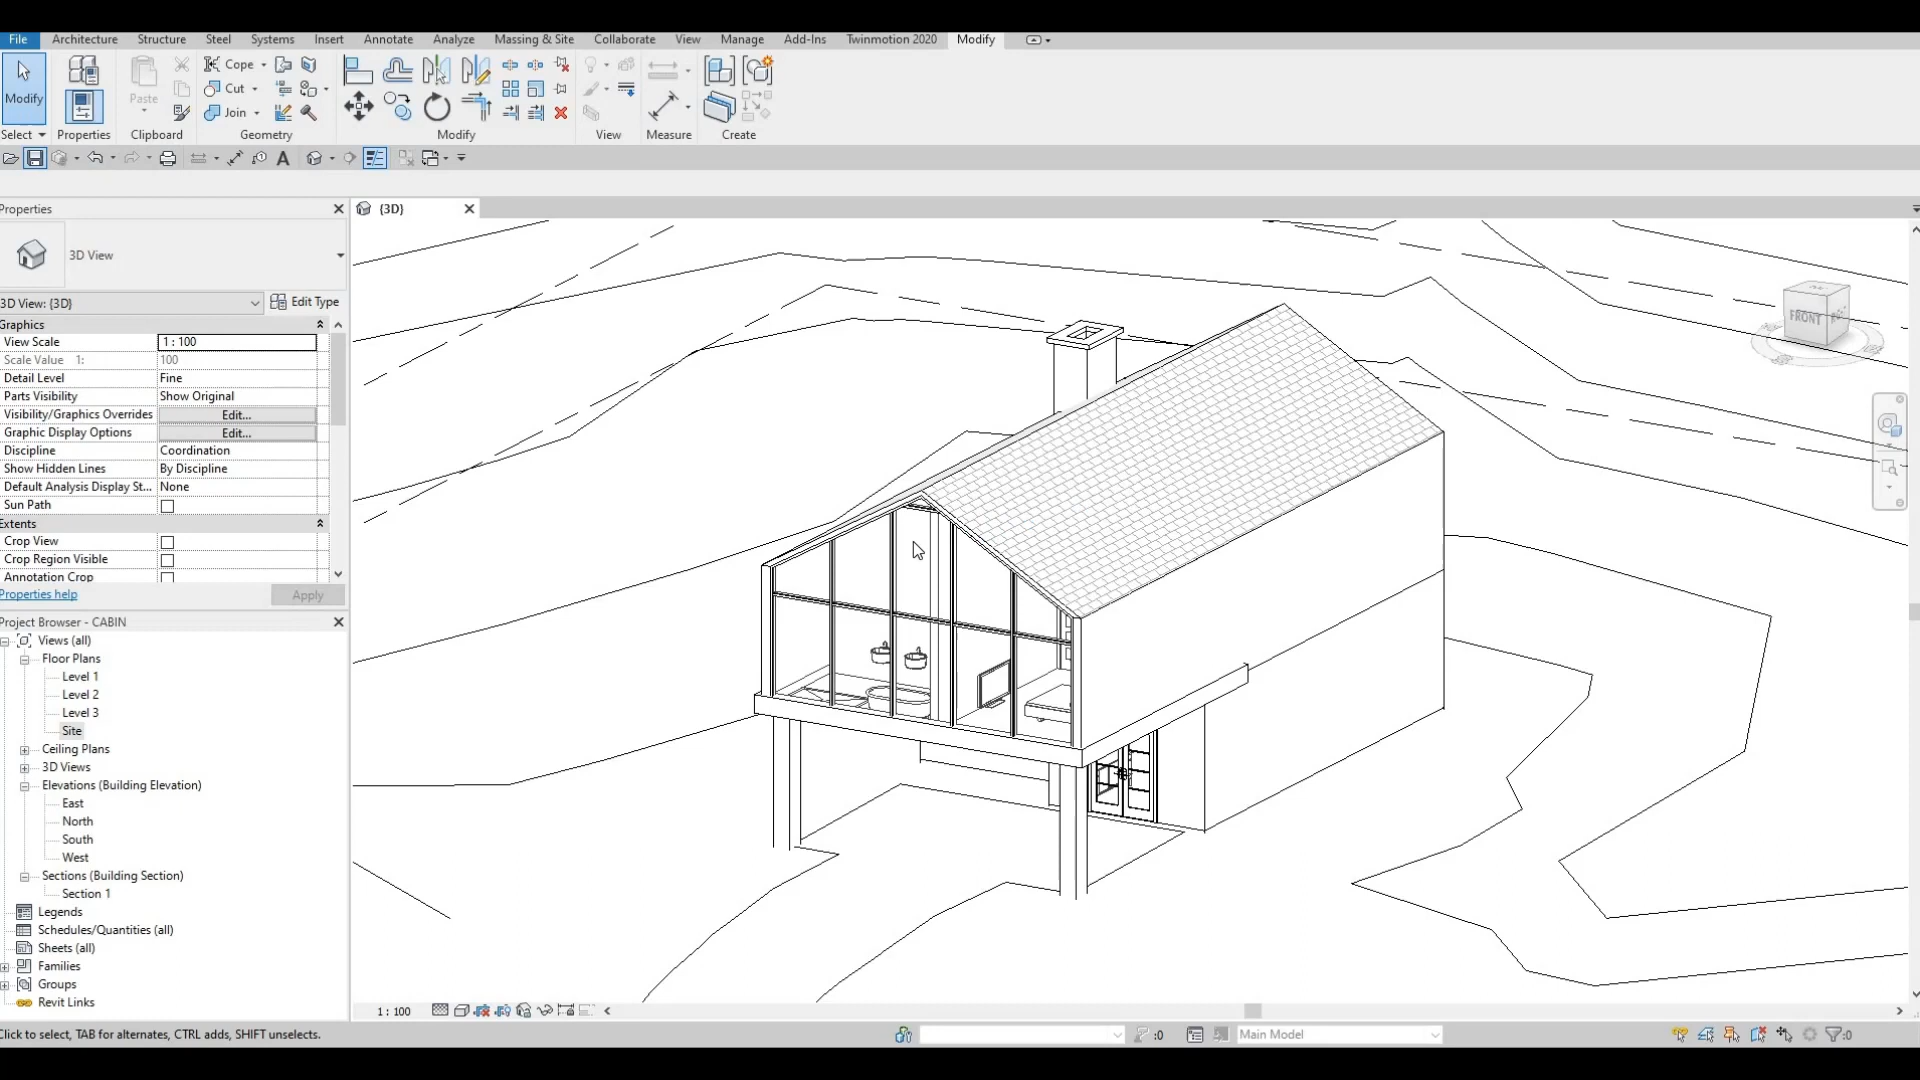 File Architecture Structure Steel Systems Insert Annotate Analyze Massing & Site Collaborate View Manage Add-Ins Twinmotion 2020 Modify
Cope
Modify Paste Cut
Join
Select Properties Clipboard Geometry Modify View Measure Create
A
Properties
{3D}
3D View
3D View: {3D} Edit Type
Graphics
View Scale 1 : 100
Scale Value 1: 100
Detail Level Fine
Parts Visibility Show Original
Visibility/Graphics Overrides Edit...
Graphic Display Options Edit...
Discipline Coordination
Show Hidden Lines By Discipline
Default Analysis Display St... None
Sun Path
Extents
Crop View
Crop Region Visible
Annotation Crop
Properties help Apply
Project Browser - CABIN
Views (all)
Floor Plans
Level 1
Level 2
Level 3
Site
Ceiling Plans
3D Views
Elevations (Building Elevation)
East
North
South
West
Sections (Building Section)
Section 1
Legends
Schedules/Quantities (all)
Sheets (all)
Families
Groups
Revit Links
FRONT
1 : 100
Click to select, TAB for alternates, CTRL adds, SHIFT unselects.
:0
Main Model
:0